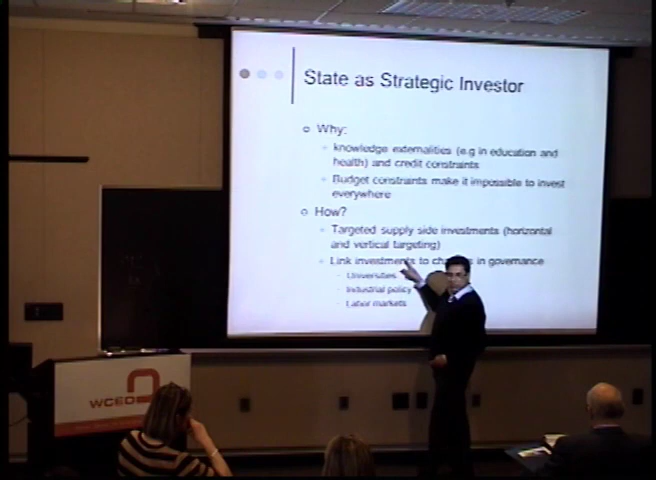 State as Strategic Investor
Why:
knowledge externalities (e.g in education and
health) and credit constraints
Budget constraints make it impossible to invest
everywhere
How?
Targeted supply side investments (horizontal
and vertical targeting)
Link investments to in governance
Universities
Industrial policy
Labor markets
WCED